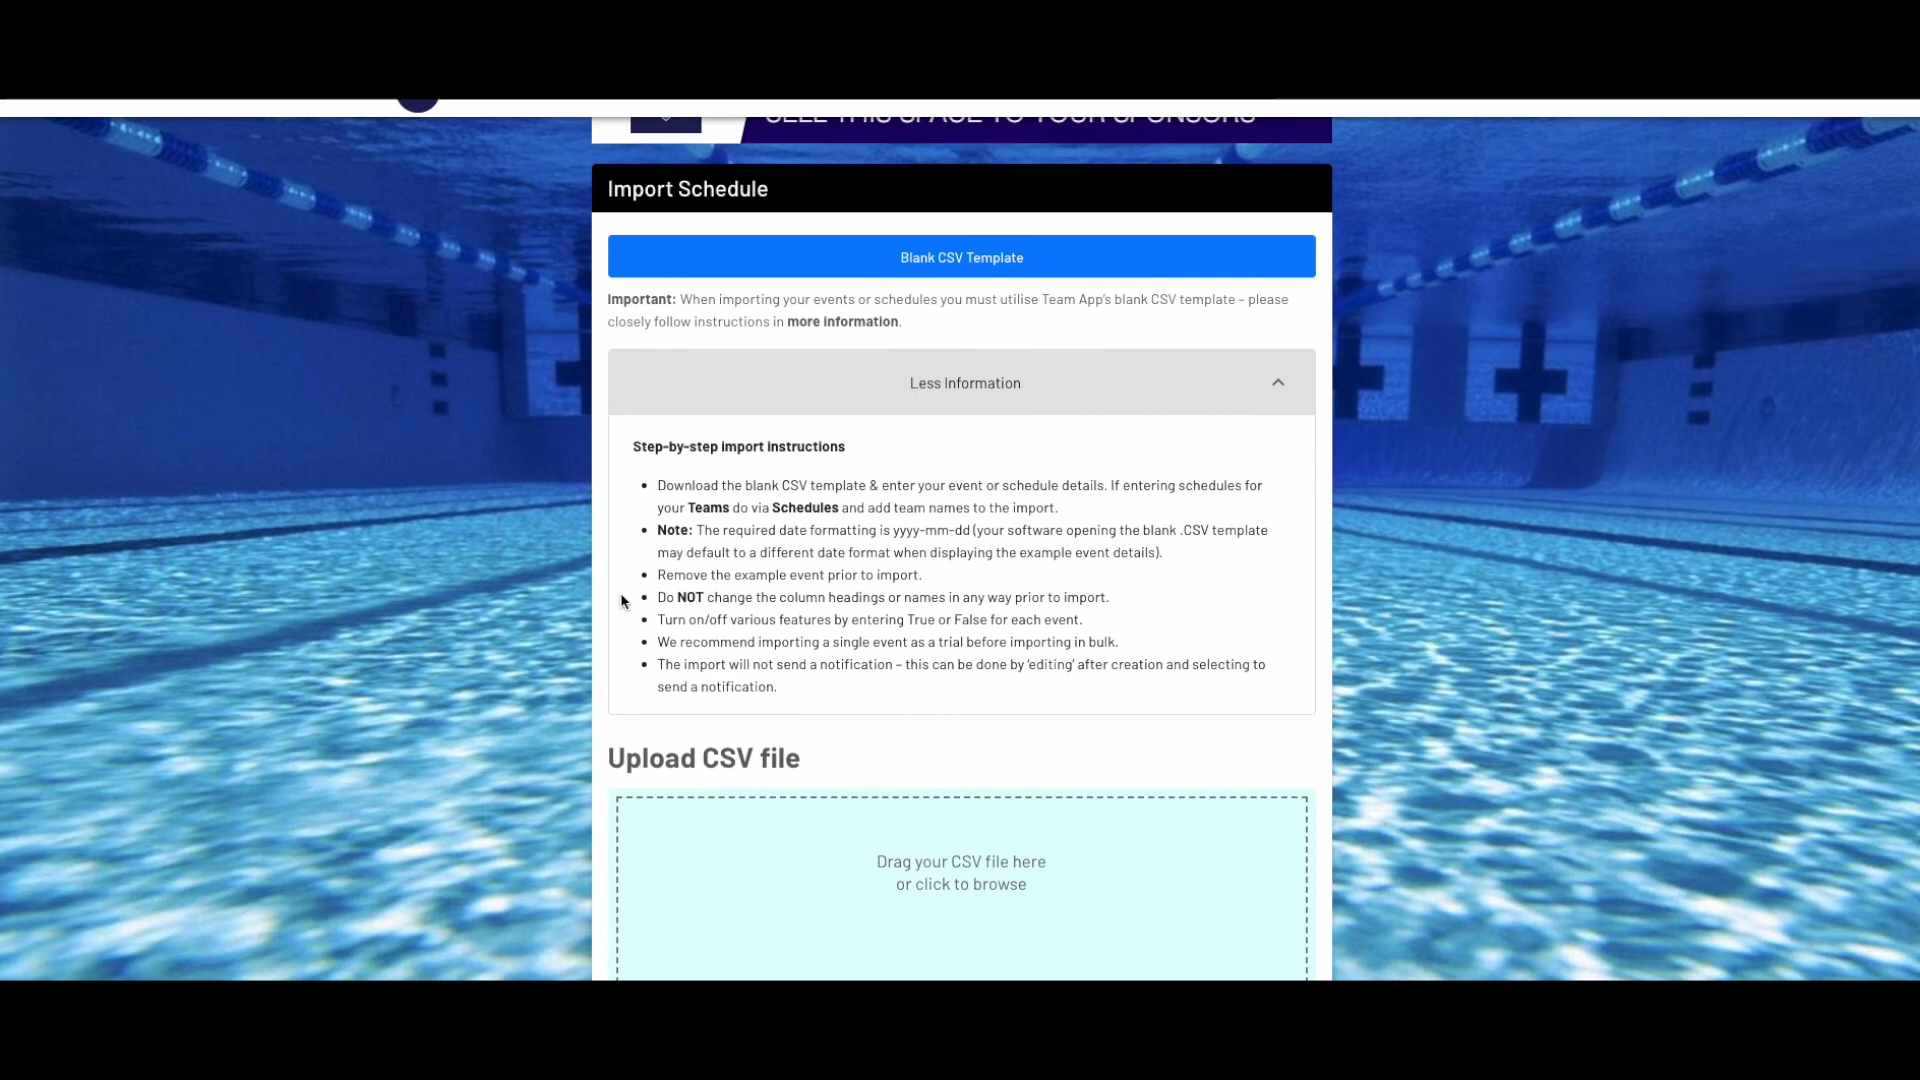 SELL THIS SPACE TO YOUR SPONSORS
Import Schedule
Blank CSV Template
Important: When importing your events or schedules you must utilise Team App's blank CSV template – please
closely follow instructions in more information.
Less Information
Step-by-step import instructions
• Download the blank CSV template & enter your event or schedule details. If entering schedules for
your Teams do via Schedules and add team names to the import.
• Note: The required date formatting is yyyy-mm-dd (your software opening the blank .CSV template
may default to a different date format when displaying the example event details).
• Remove the example event prior to import.
• Do NOT change the column headings or names in any way prior to import.
• Turn on/off various features by entering True or False for each event.
• We recommend importing a single event as a trial before importing in bulk.
• The import will not send a notification – this can be done by ‘editing’ after creation and selecting to
send a notification.
Upload CSV file
Drag your CSV file here
or click to browse